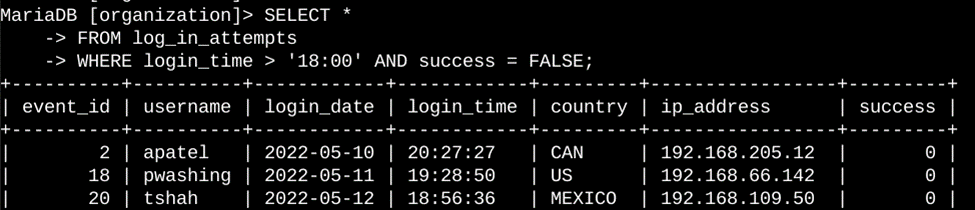 MariaDB [organization]> SELECT *
    -> FROM log_in_attempts
    -> WHERE login_time > '18:00' AND success = FALSE;
+----------+----------+------------+------------+---------+-----------------+---------+
| event_id | username | login_date | login_time | country | ip_address      | success |
+----------+----------+------------+------------+---------+-----------------+---------+
|        2 | apatel   | 2022-05-10 | 20:27:27   | CAN     | 192.168.205.12  |       0 |
|       18 | pwashing | 2022-05-11 | 19:28:50   | US      | 192.168.66.142  |       0 |
|       20 | tshah    | 2022-05-12 | 18:56:36   | MEXICO  | 192.168.109.50  |       0 |